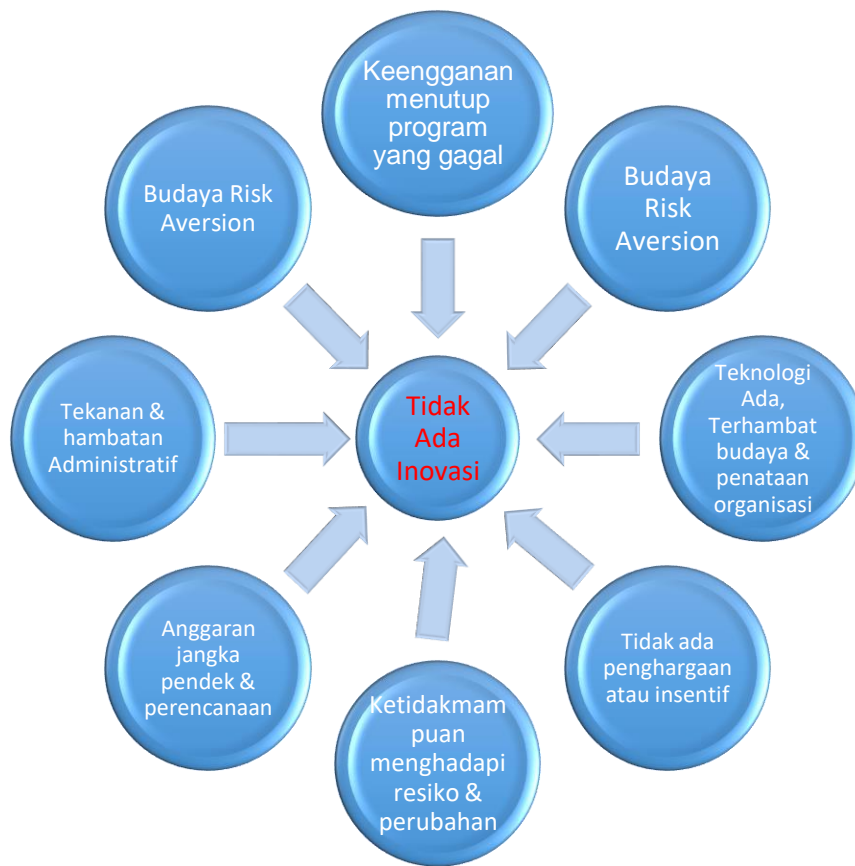 Keengganan
menutup
program
yang gagal
Budaya
Risk
Aversion
Teknologi
Ada,
Terhambat
budaya &
penataan
organisasi
Tidak ada
penghargaan
atau insentif
Ketidakmam
puan
menghadapi
resiko &
perubahan
Anggaran
jangka
pendek &
perencanaan
Tekanan &
hambatan
Administratif
Budaya Risk
Aversion
Tidak
Ada
Inovasi